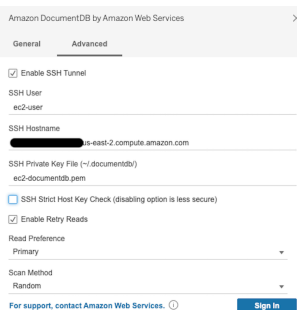 Amazon DocumentDB by Amazon Web Services
General Advanced
Enable SSH Tunnel
SSH User
ec2-user
SSH Hostname
us-east-2.compute.amazon.com
SSH Private Key File (~/.documentdb/)
ec2-documentdb.pem
SSH Strict Host Key Check (disabling option is less secure)
Enable Retry Reads
Read Preference
Primary
Scan Method
Random
For support, contact Amazon Web Services. Sign In